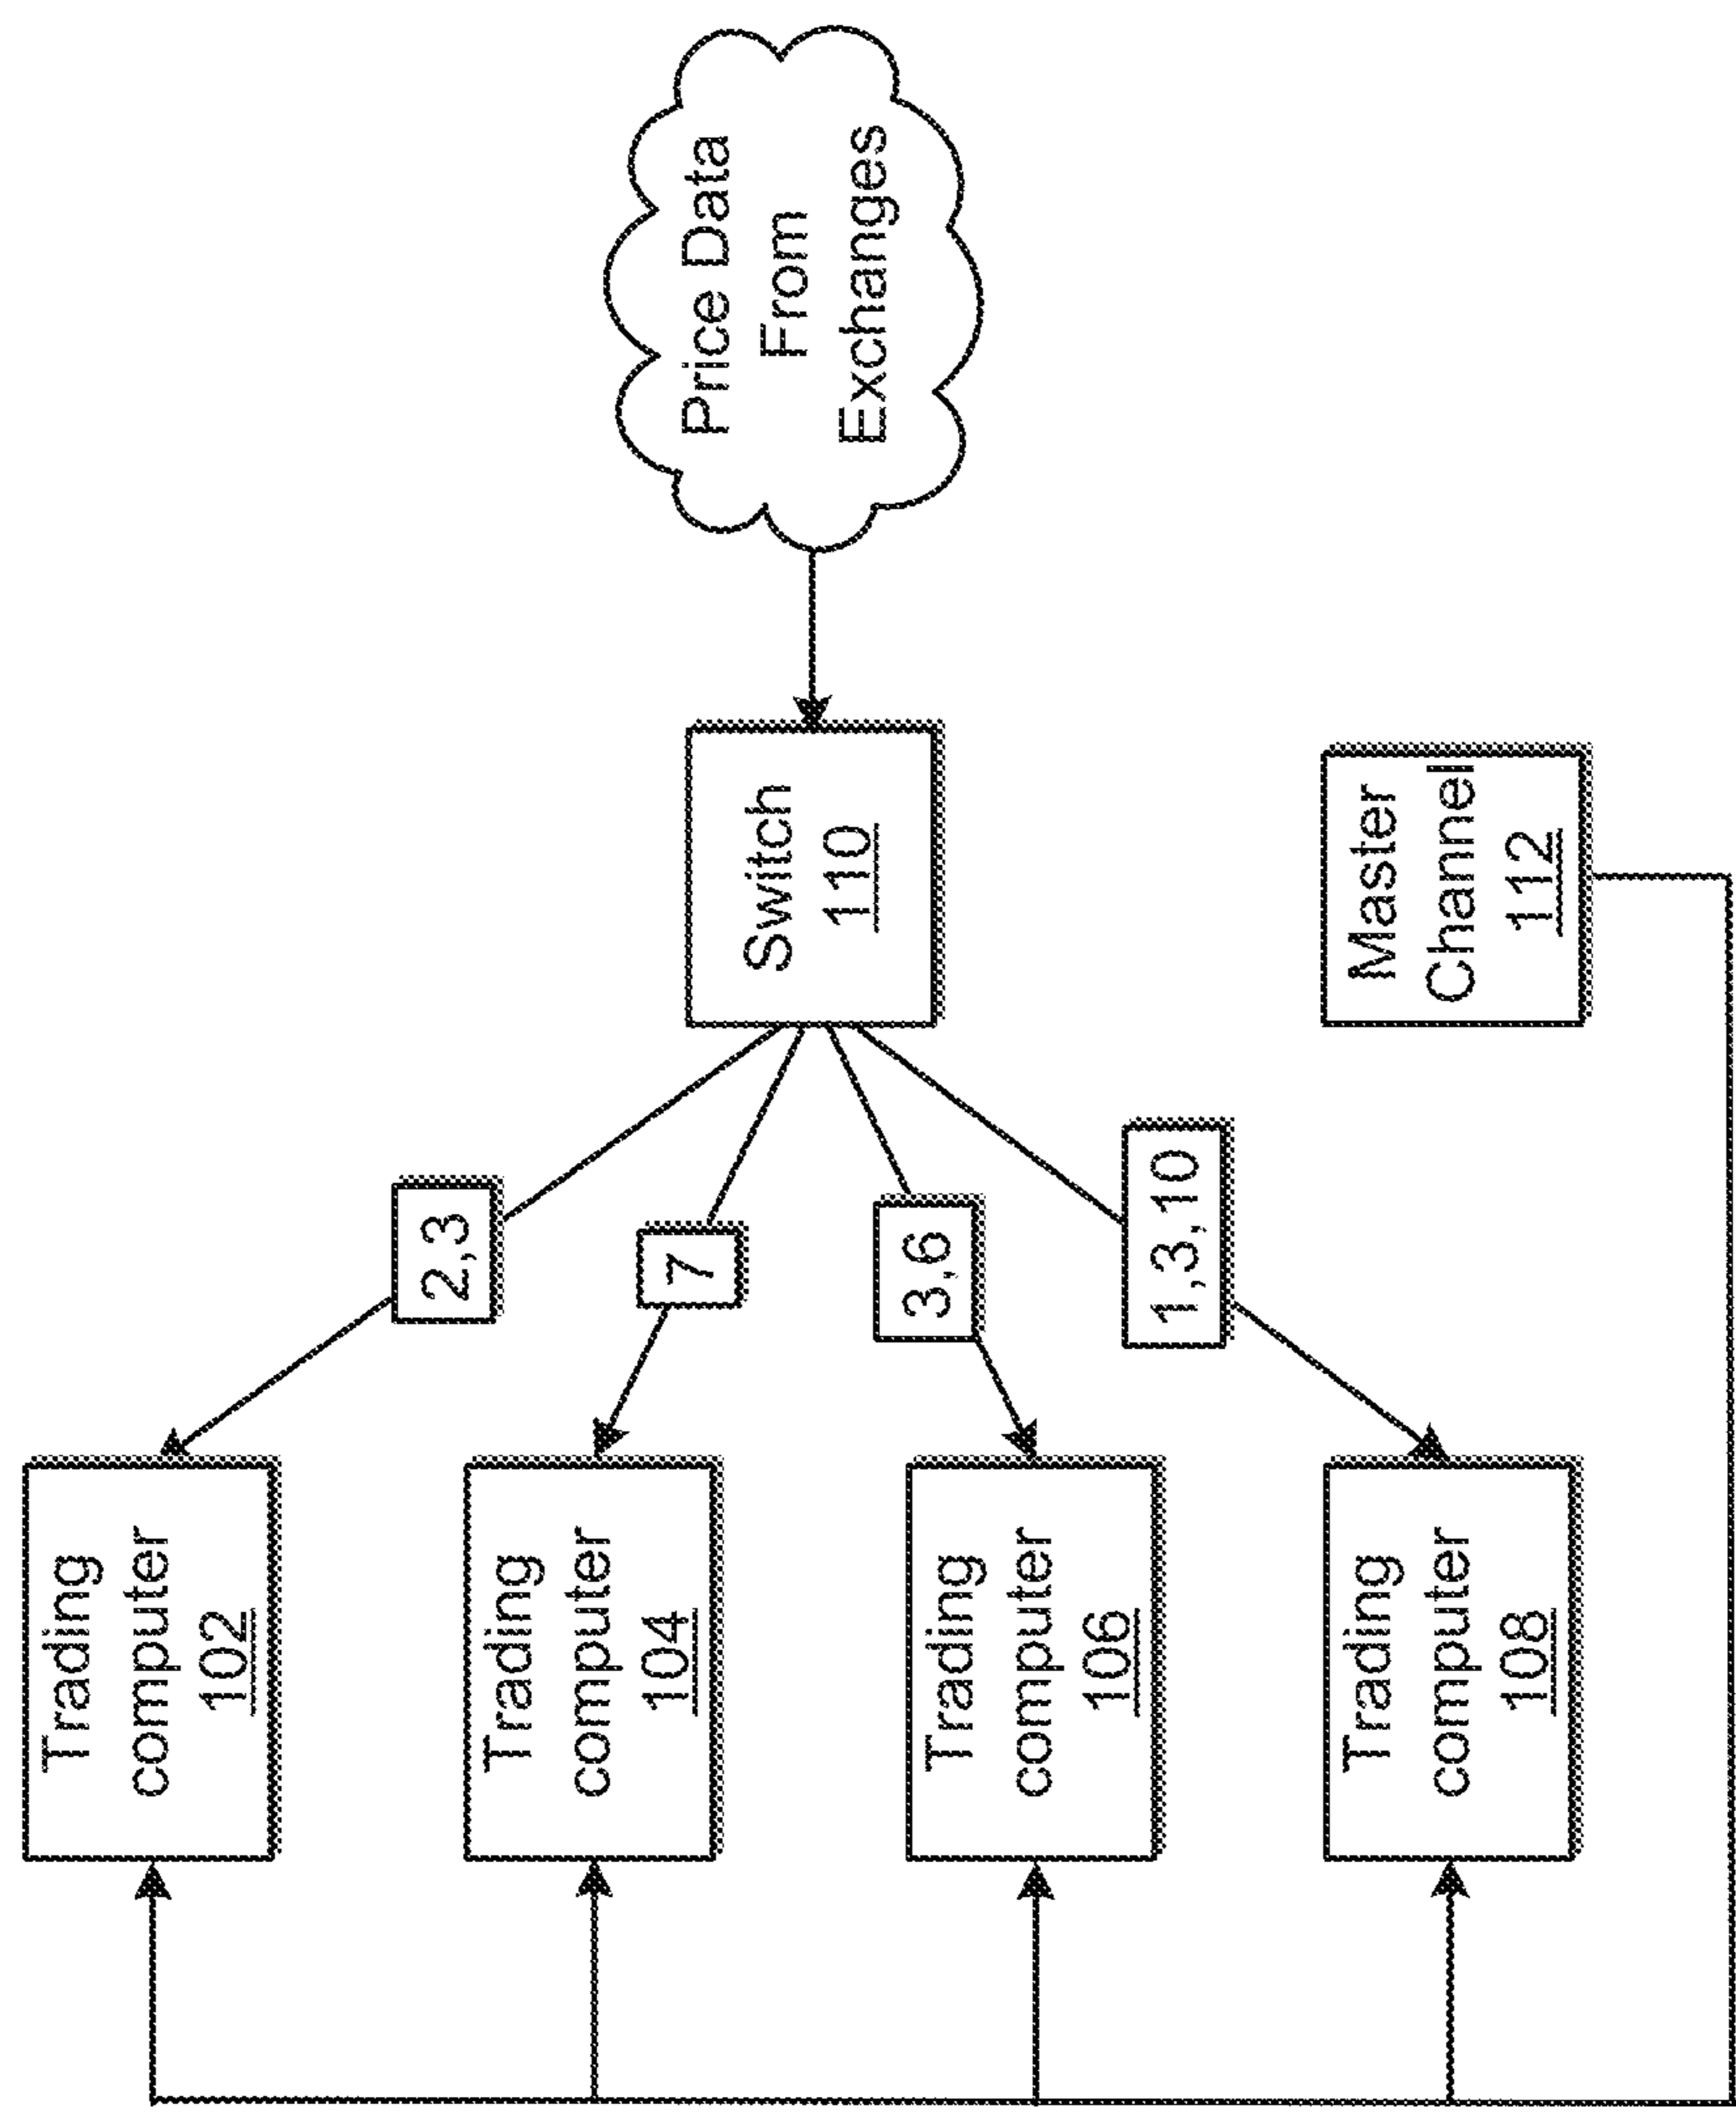 Trading
computer
102
Trading
computer
104
Trading
computer
106
Trading
computer
108
2,3
7
3,6
1,3,10
Switch
110
Master
Channel
112
Price Data
From
Exchanges